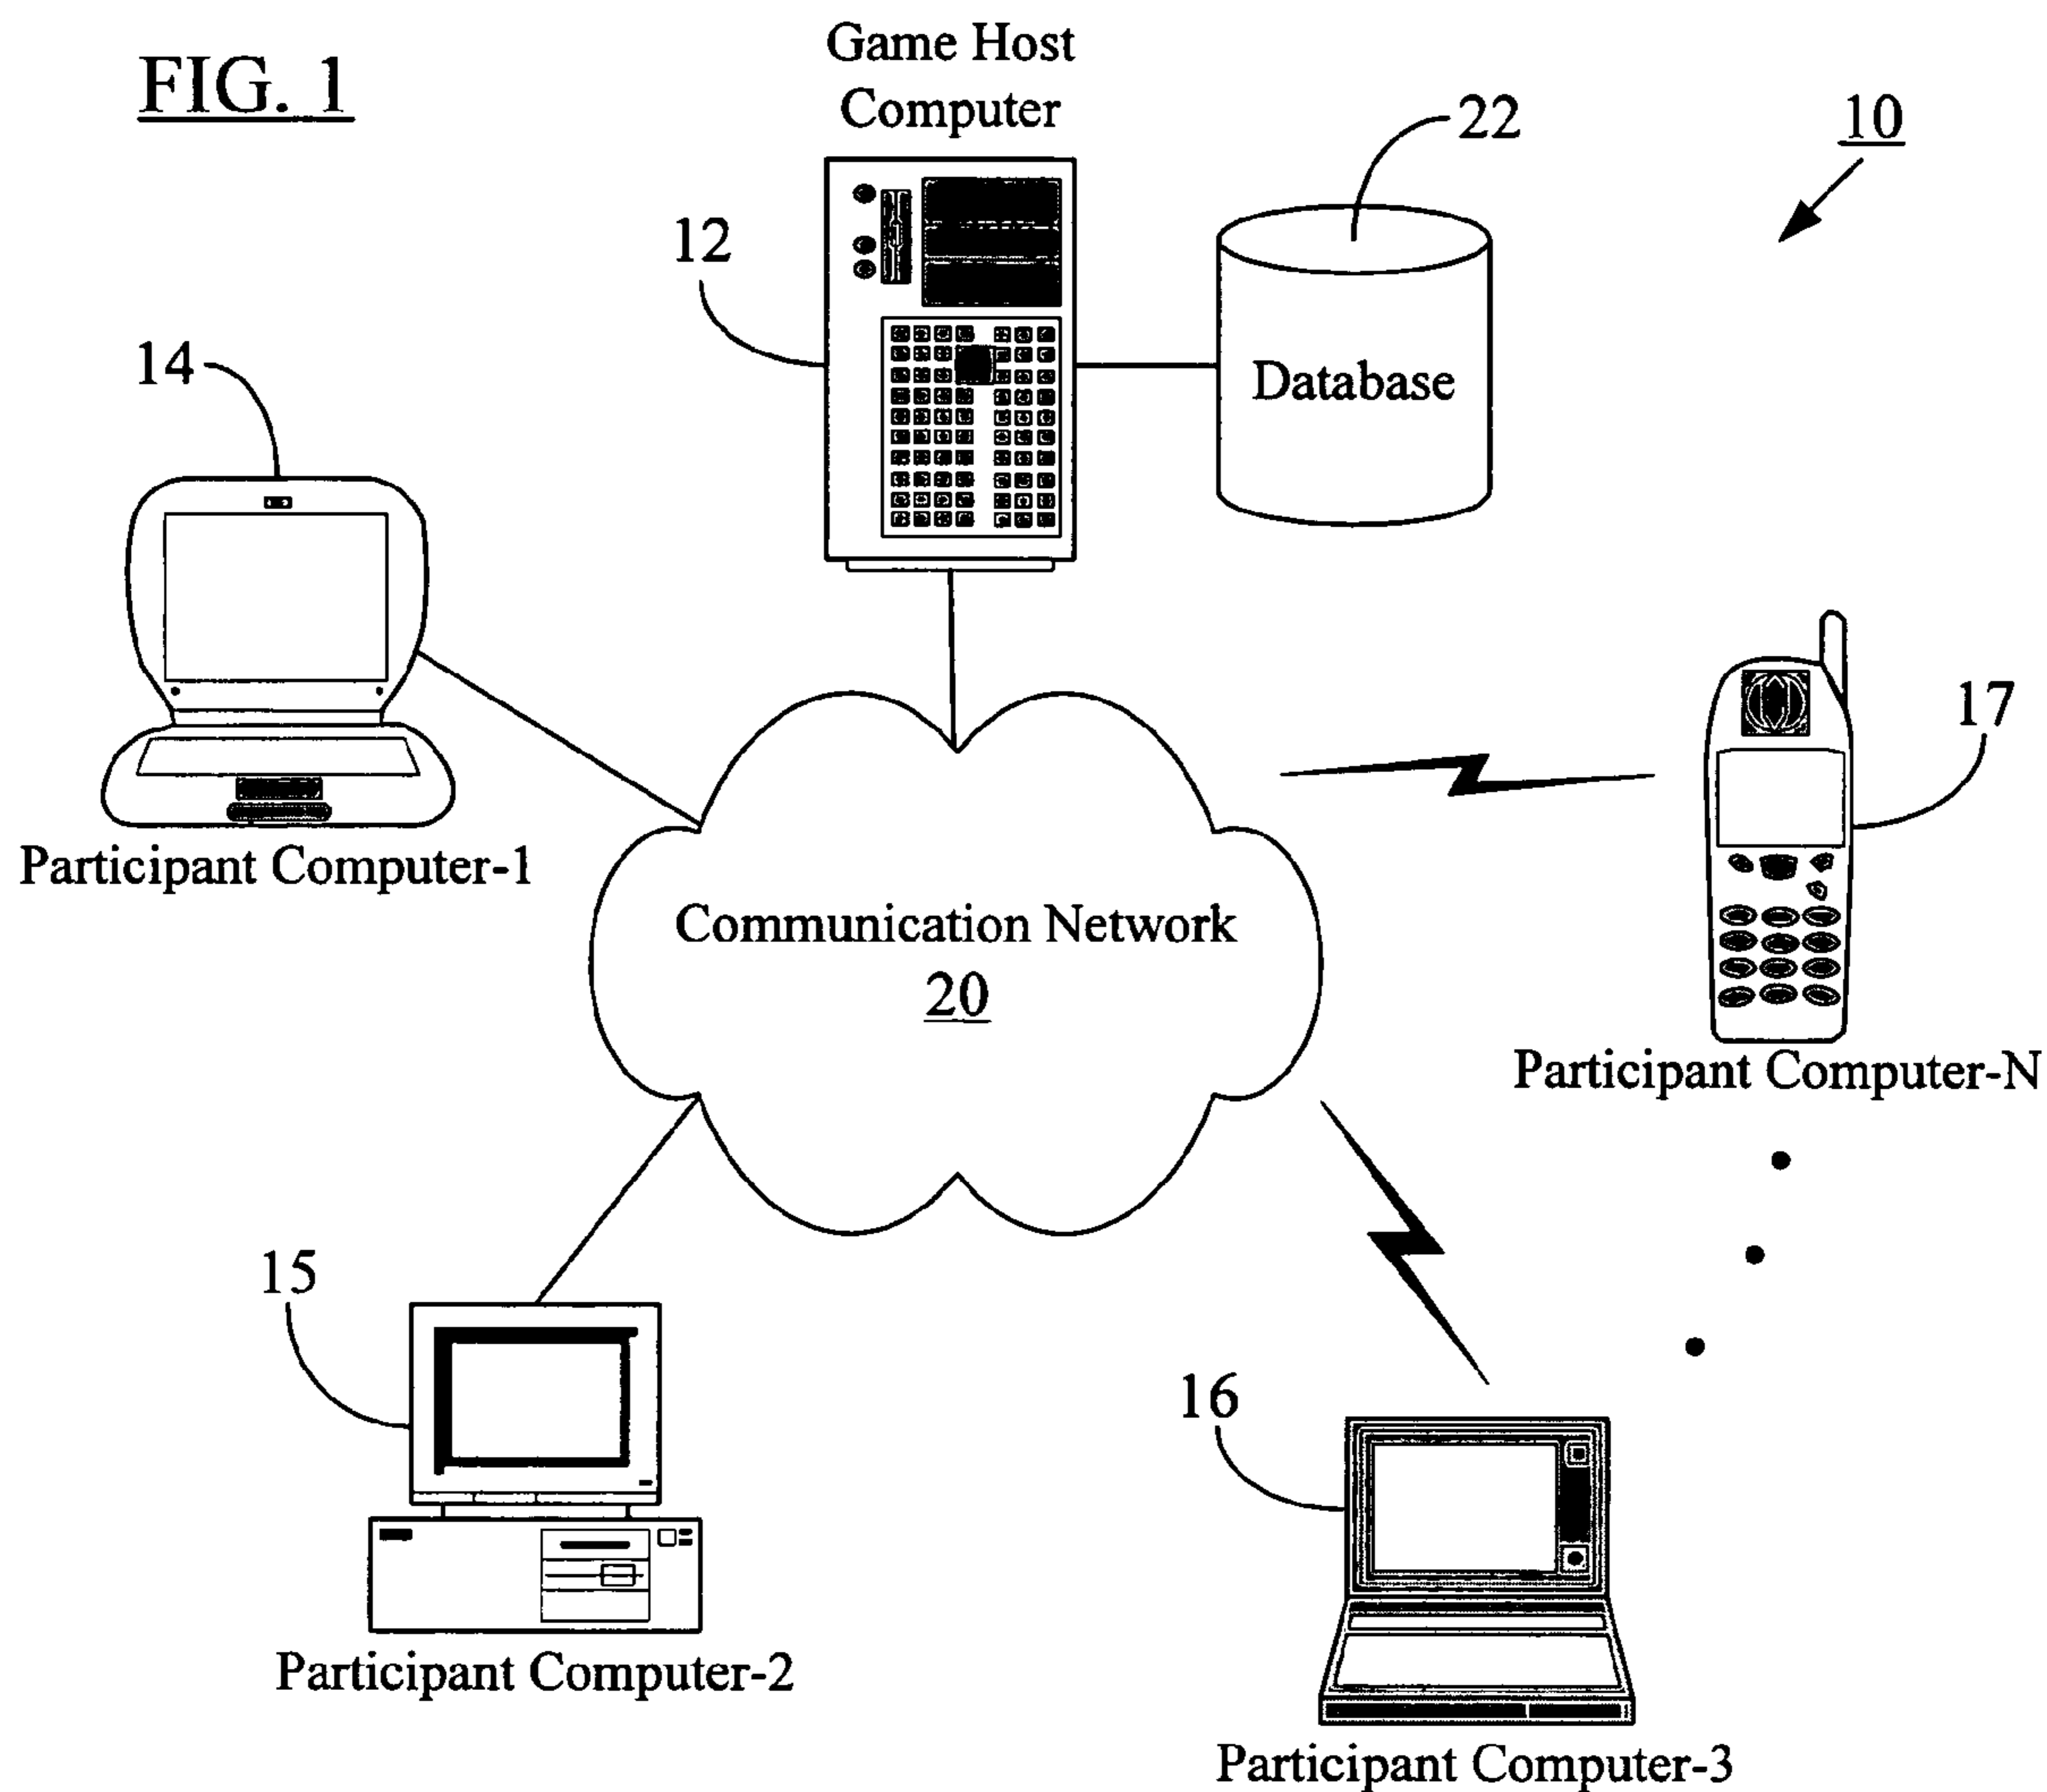 FIG. 1
Game Host
Computer
22
10
12
Database
14
17
Participant Computer-1
Communication Network
20
Participant Computer-N
15
16
Participant Computer-2
Participant Computer-3